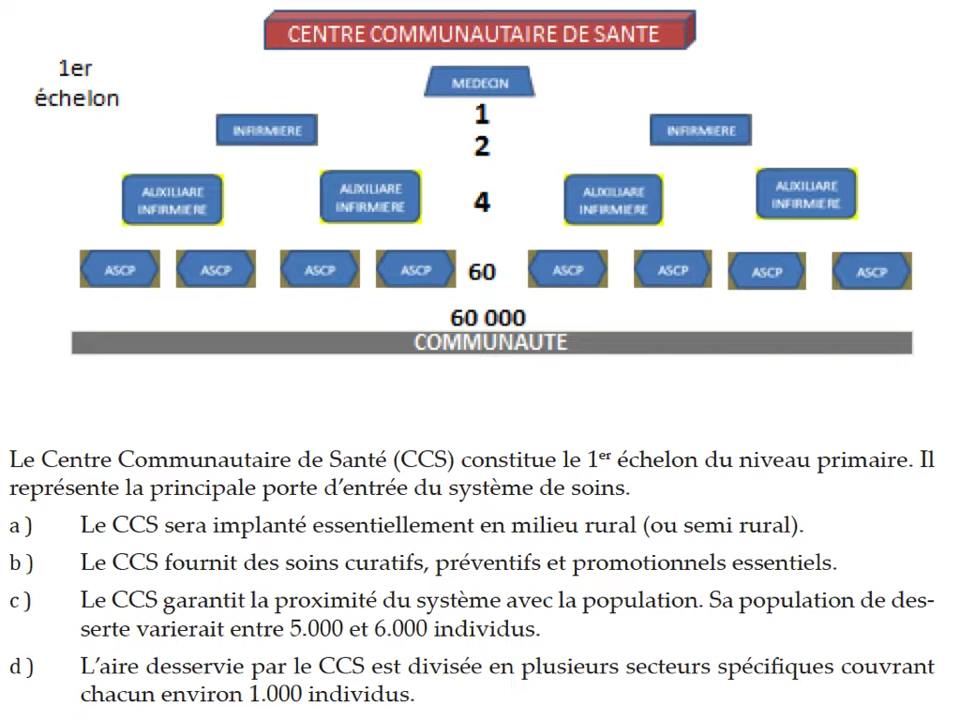 CENTRE COMMUNAUTAIRE DE SANTE
1er
échelon
MEDECIN
1
INFIRMIERE
INFIRMIERE
2
AUXILIARE
INFIRMIERE
AUXILIARE
INFIRMIERE
4
AUXILIARE
INFIRMIERE
AUXILIARE
INFIRMIERE
ASCP
ASCP
ASCP
ASCP
60
ASCP
ASCP
ASCP
ASCP
60 000
COMMUNAUTE
Le Centre Communautaire de Santé (CCS) constitue le 1er échelon du niveau primaire. Il
représente la principale porte d’entrée du système de soins.
a ) Le CCS sera implanté essentiellement en milieu rural (ou semi rural).
b ) Le CCS fournit des soins curatifs, préventifs et promotionnels essentiels.
c ) Le CCS garantit la proximité du système avec la population. Sa population de des-
serte varierait entre 5.000 et 6.000 individus.
d ) L’aire desservie par le CCS est divisée en plusieurs secteurs spécifiques couvrant
chacun environ 1.000 individus.